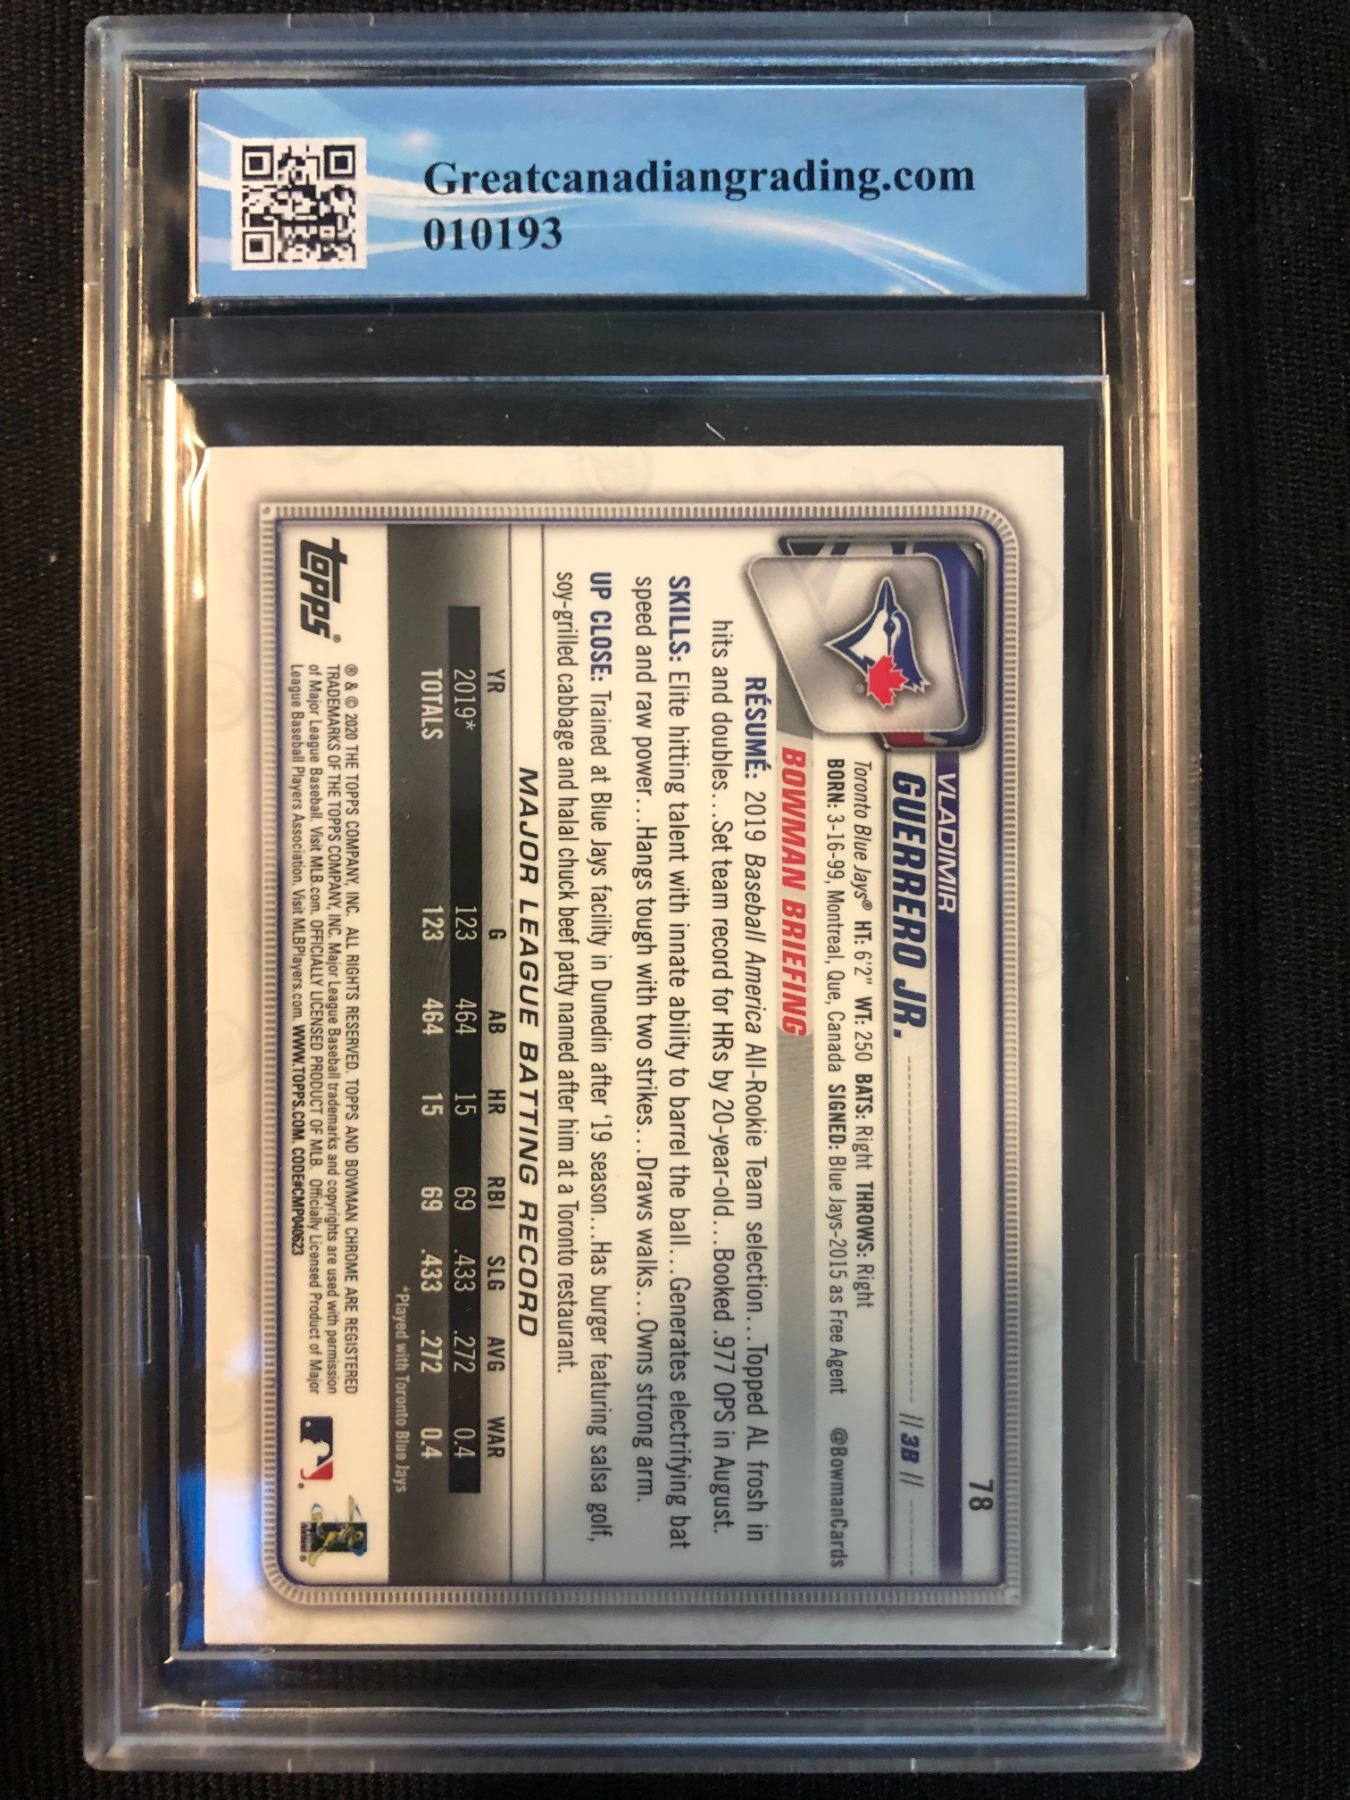 Greatcanadiangrading.com
010193
78
VLADIMIR
GUERRERO JR. // 3B //
Toronto Blue Jays® HT: 6'2" WT: 250 BATS: Right THROWS: Right
BORN: 3-16-99, Montreal, Que, Canada SIGNED: Blue Jays-2015 as Free Agent @BowmanCards
BOWMAN BRIEFING
RÉSUMÉ: 2019 Baseball America All-Rookie Team selection...Topped AL frosh in
hits and doubles...Set team record for HRs by 20-year-old...Booked .977 OPS in August.
SKILLS: Elite hitting talent with innate ability to barrel the ball...Generates electrifying bat
speed and raw power...Hangs tough with two strikes...Draws walks...Owns strong arm.
UP CLOSE: Trained at Blue Jays facility in Dunedin after '19 season...Has burger featuring salsa golf,
soy-grilled cabbage and halal chuck beef patty named after him at a Toronto restaurant.
MAJOR LEAGUE BATTING RECORD
YR G AB HR RBI SLG AVG WAR
2019* 123 464 15 69 .433 .272 0.4
TOTALS 123 464 15 69 .433 .272 0.4
*Played with Toronto Blue Jays
topps®
® & © 2020 THE TOPPS COMPANY, INC. ALL RIGHTS RESERVED. TOPPS AND BOWMAN CHROME ARE REGISTERED
TRADEMARKS OF THE TOPPS COMPANY, INC. Major League Baseball trademarks and copyrights are used with permission
of Major League Baseball. Visit MLB.com. OFFICIALLY LICENSED PRODUCT OF MLB. Officially Licensed Product of Major
League Baseball Players Association. Visit MLBPlayers.com. WWW.TOPPS.COM. CODE#CMP040623